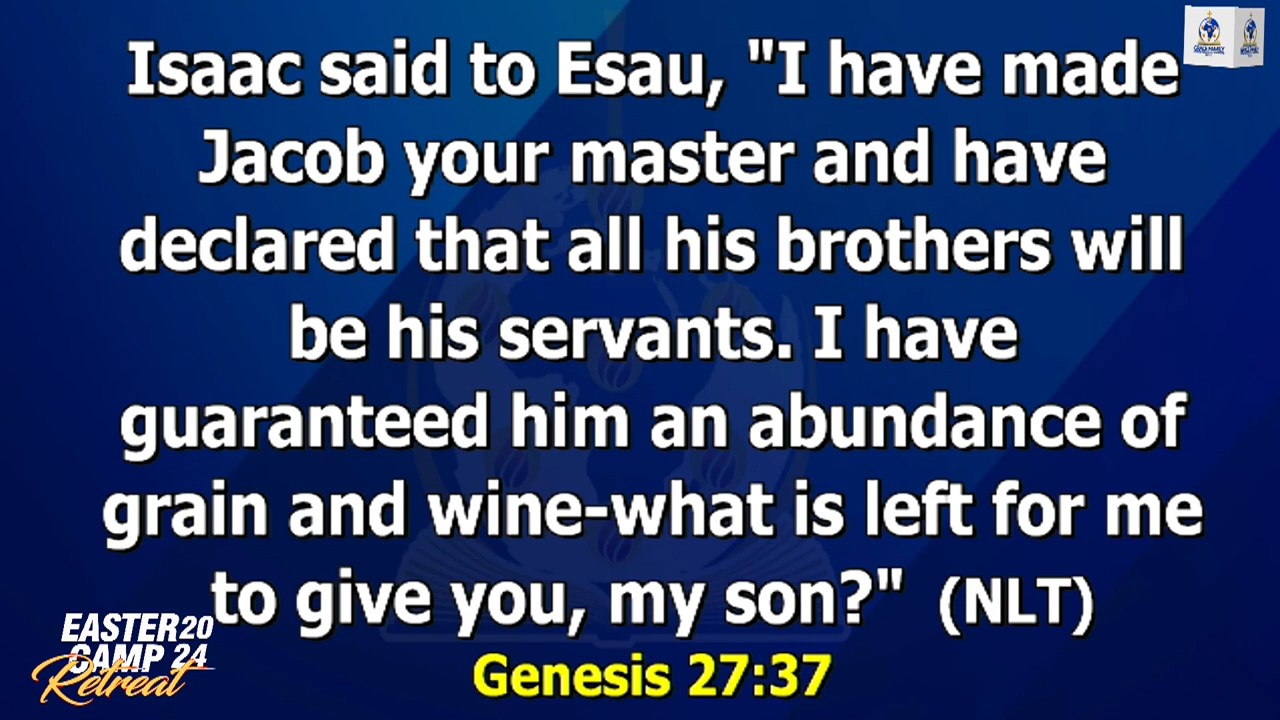 Isaac said to Esau, "I have made
Jacob your master and have
declared that all his brothers will
be his servants. I have
guaranteed him an abundance of
grain and wine-what is left for me
to give you, my son?" (NLT)
Genesis 27:37
EASTER 20
CAMP 24
Retreat